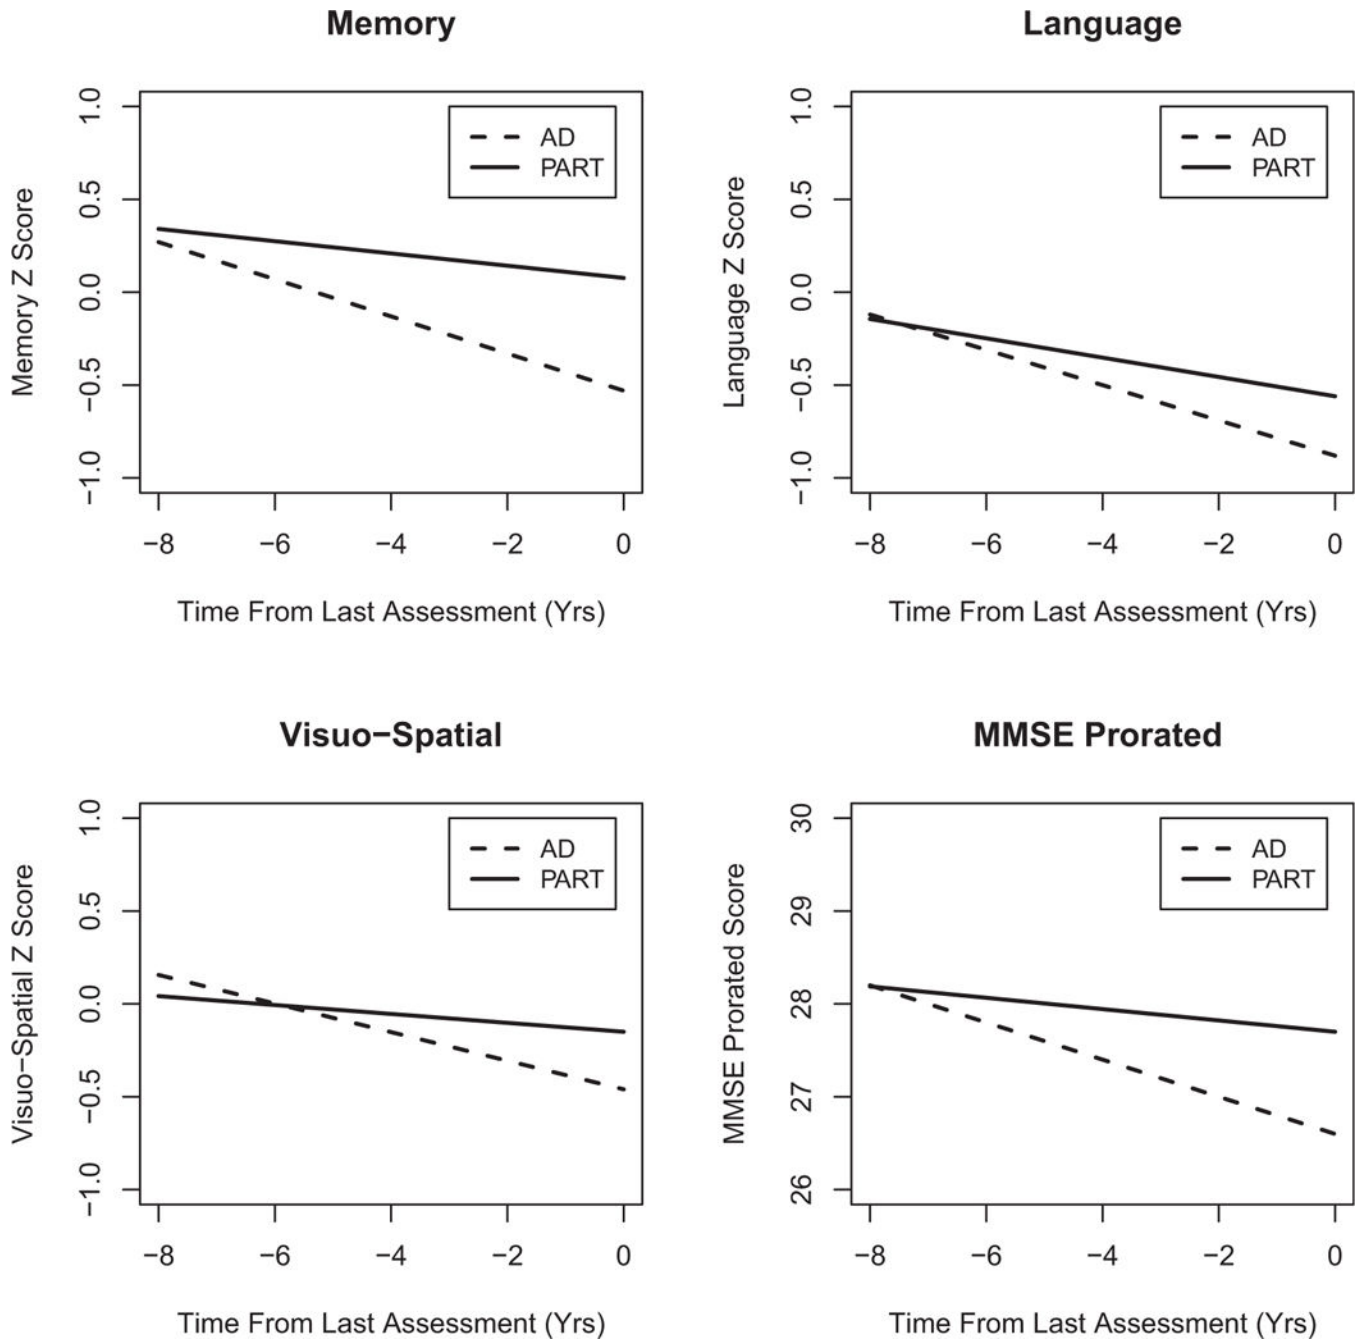 Memory
Language
1.0
0.5
0.0
−0.5
−1.0
Memory Z Score
AD
PART
−8 −6 −4 −2 0
Time From Last Assessment (Yrs)
1.0
0.5
0.0
−0.5
−1.0
Language Z Score
AD
PART
−8 −6 −4 −2 0
Time From Last Assessment (Yrs)
Visuo−Spatial
MMSE Prorated
1.0
0.5
0.0
−0.5
−1.0
Visuo−Spatial Z Score
AD
PART
−8 −6 −4 −2 0
Time From Last Assessment (Yrs)
30
29
28
27
26
MMSE Prorated Score
AD
PART
−8 −6 −4 −2 0
Time From Last Assessment (Yrs)